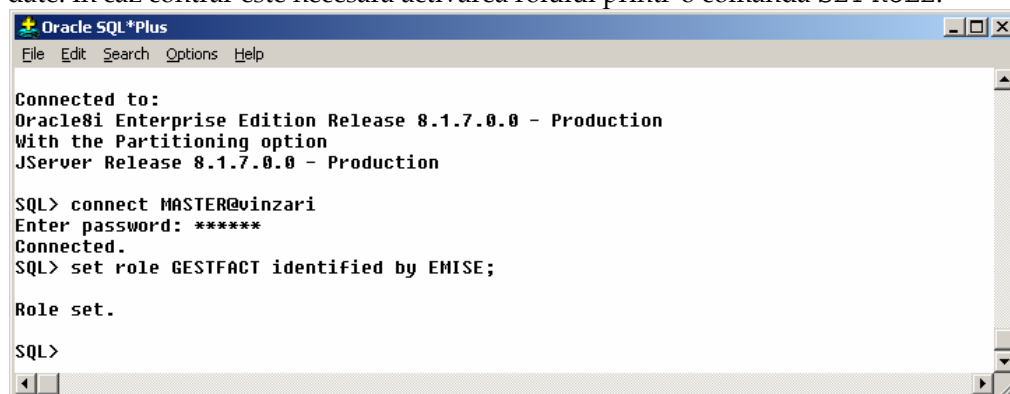 date. În caz contrar este necesară activarea rolului printr-o comandă SET ROLE.
Oracle SQL*Plus
File Edit Search Options Help
Connected to:
Oracle8i Enterprise Edition Release 8.1.7.0.0 - Production
With the Partitioning option
JServer Release 8.1.7.0.0 - Production
SQL> connect MASTER@vinzari
Enter password: ******
Connected.
SQL> set role GESTFACT identified by EMISE;
Role set.
SQL>